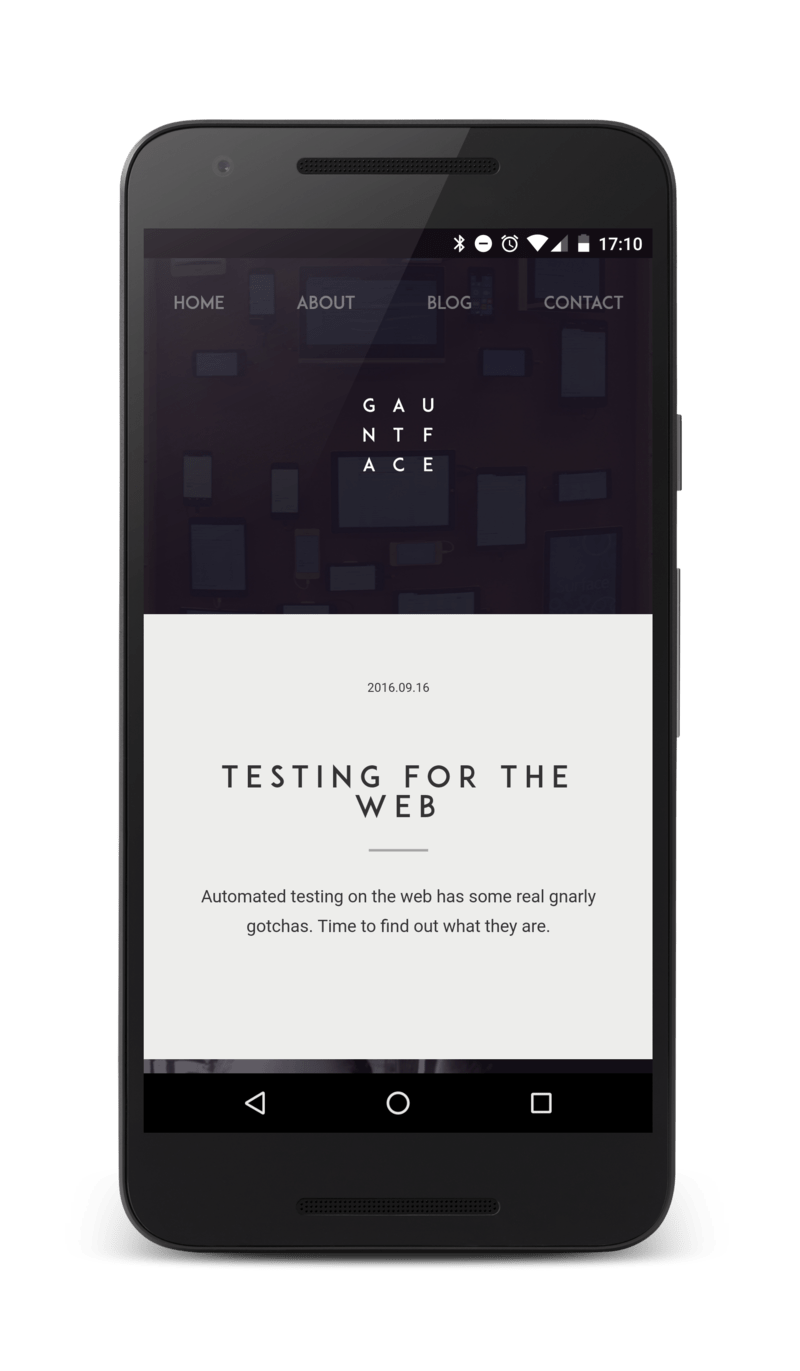 17:10
HOME ABOUT BLOG CONTACT
G A U
N T F
A C E
2016.09.16
TESTING FOR THE
WEB
Automated testing on the web has some real gnarly
gotchas. Time to find out what they are.